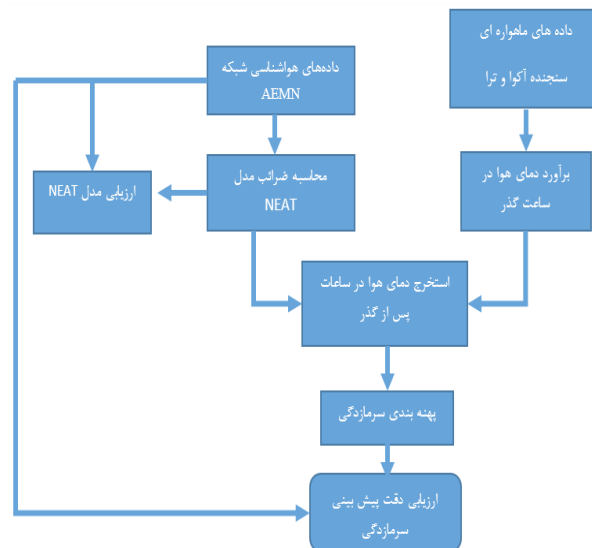 داده های ماهواره ای
سنجنده آکوا و ترا
داده‌های هواشناسی شبکه
AEMN
برآورد دمای هوا در
ساعت گذر
محاسبه ضرائب مدل
NEAT
ارزیابی مدل NEAT
استخرج دمای هوا در ساعات
پس از گذر
پهنه بندی سرمازدگی
ارزیابی دقت پیش بینی
سرمازدگی